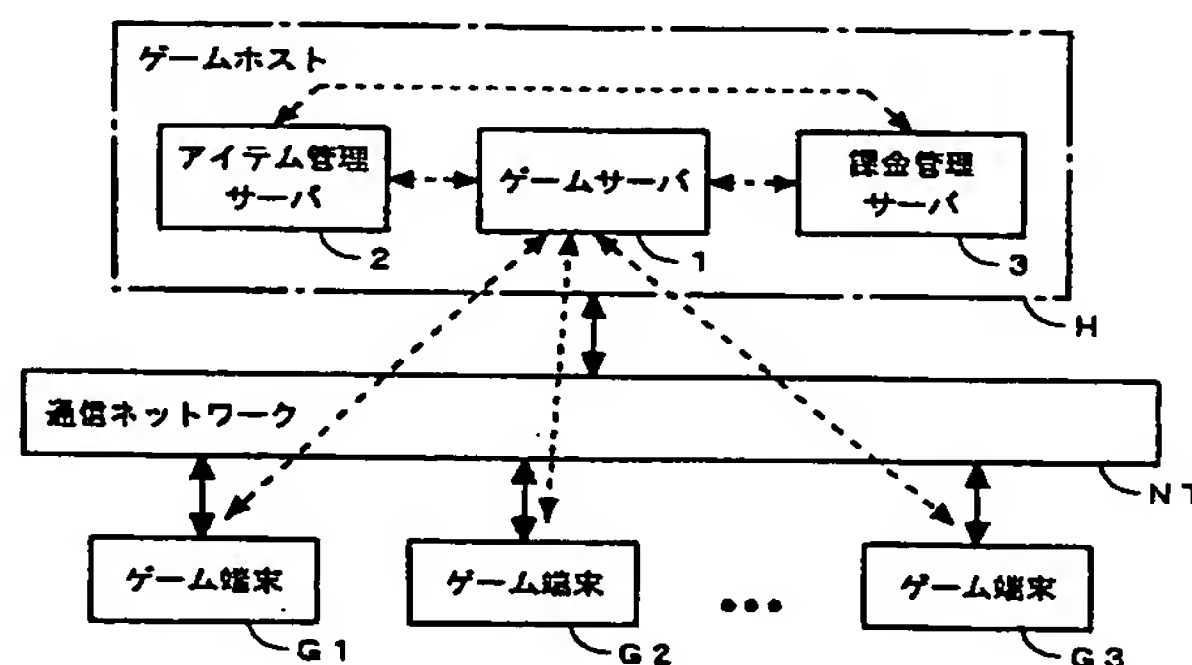 ゲームホスト
アイテム管理
サーバ
ゲームサーバ
課金管理
サーバ
2
1
3
H
通信ネットワーク
NT
ゲーム端末
ゲーム端末
•••
ゲーム端末
G1
G2
G3